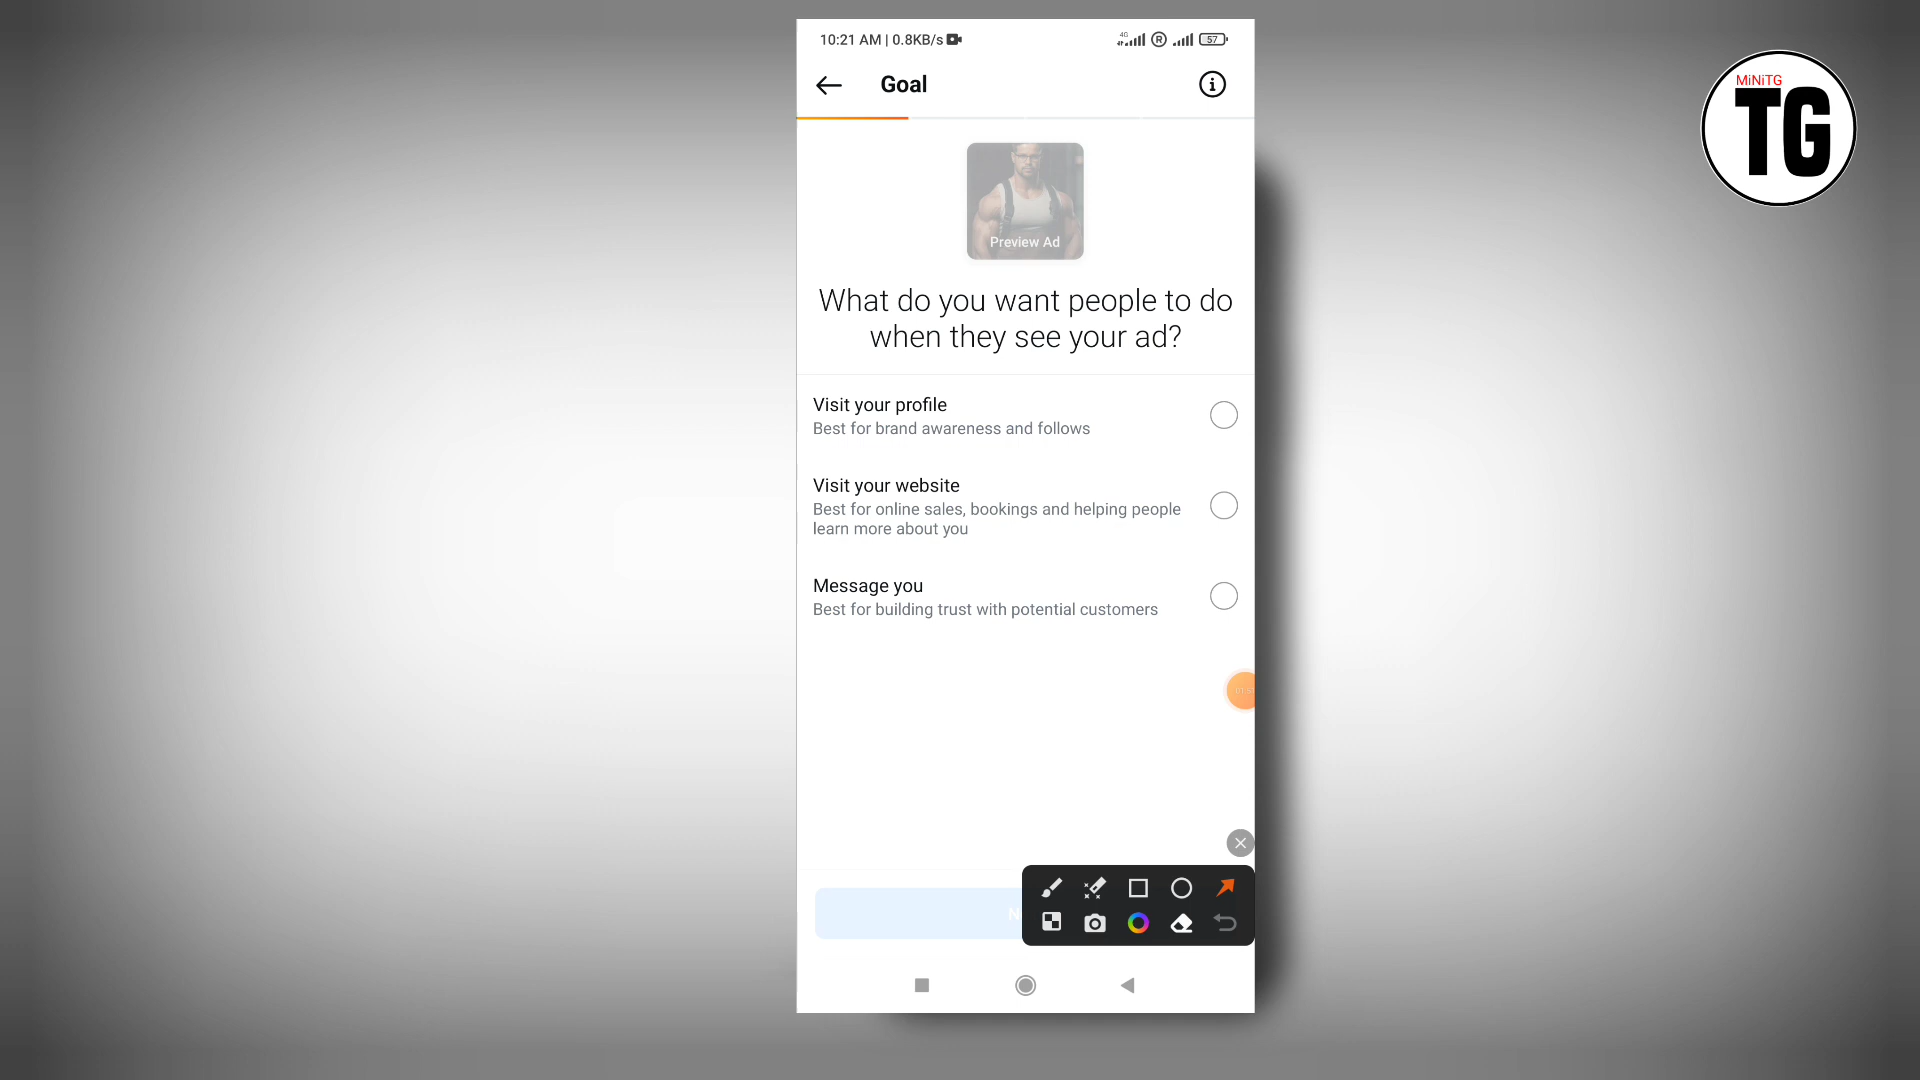 10:21 AM | 0.8KB/s
4G
R
57
Goal
MiNiTG
TG
Preview Ad
What do you want people to do
when they see your ad?
Visit your profile
Best for brand awareness and follows
Visit your website
Best for online sales, bookings and helping people
learn more about you
Message you
Best for building trust with potential customers